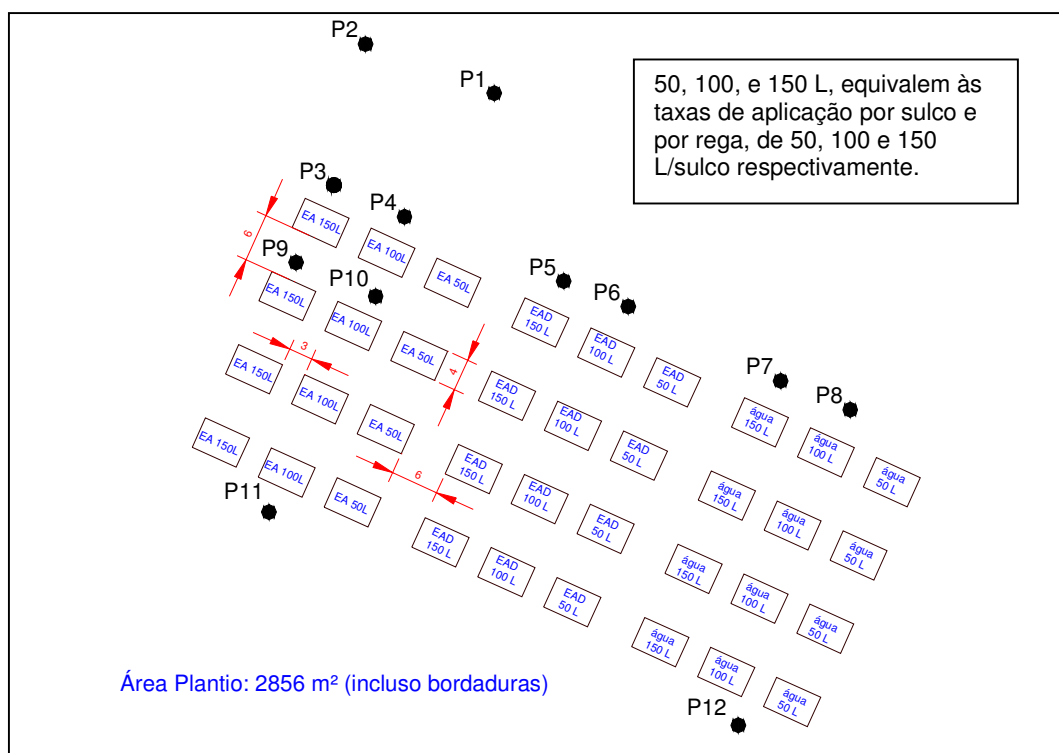 P2
P1
50, 100, e 150 L, equivalem às
taxas de aplicação por sulco e
por rega, de 50, 100 e 150
L/sulco respectivamente.
P3
P4
EA 150L
EA 100L
EA 50L
6
P9
P10
P5
P6
EA 150L
EA 100L
EA 50L
EAD
150 L
EAD
100 L
EAD
50 L
3
4
P7
P8
EA 150L
EA 100L
EA 50L
EAD
150 L
EAD
100 L
EAD
50 L
água
150 L
água
100 L
água
50 L
6
EA 150L
EA 100L
EA 50L
P11
EAD
150 L
EAD
100 L
EAD
50 L
água
150 L
água
100 L
água
50 L
EAD
150 L
EAD
100 L
EAD
50 L
água
150 L
água
100 L
água
50 L
água
150 L
água
100 L
água
50 L
Área Plantio: 2856 m² (incluso bordaduras)
P12